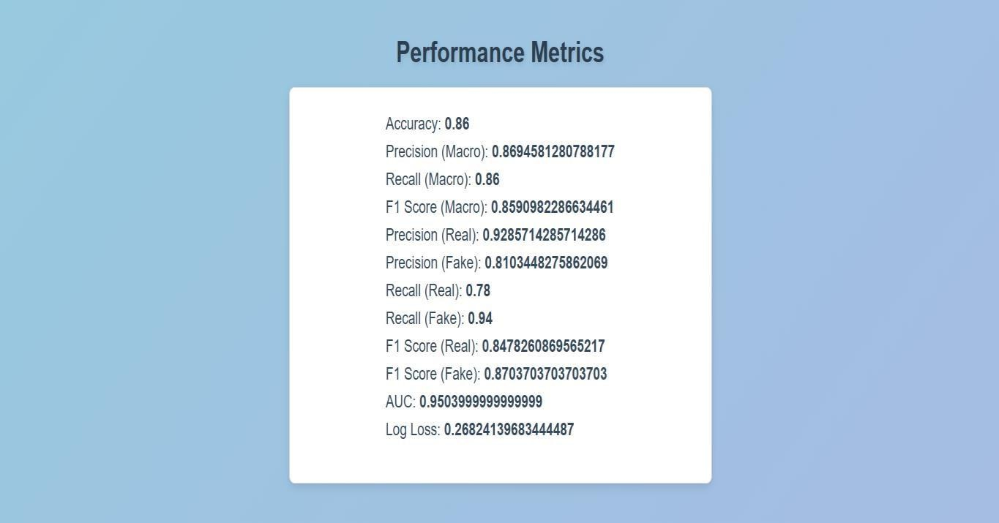 Performance Metrics
Accuracy: 0.86
Precision (Macro): 0.8694581280788177
Recall (Macro): 0.86
F1 Score (Macro): 0.8590982286634461
Precision (Real): 0.9285714285714286
Precision (Fake): 0.8103448275862069
Recall (Real): 0.78
Recall (Fake): 0.94
F1 Score (Real): 0.8478260869565217
F1 Score (Fake): 0.8703703703703703
AUC: 0.9503999999999999
Log Loss: 0.26824139683444487